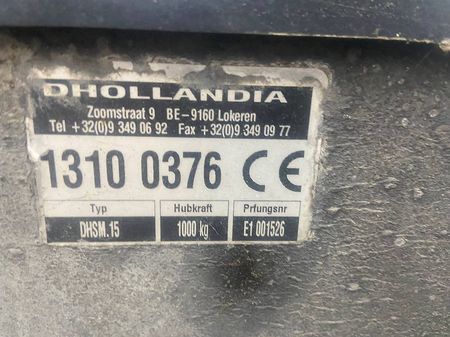 DHOLLANDIA
Zoomstraat 9 BE-9160 Lokeren
Tel +32(0)9 349 06 92 Fax +32(0)9 349 09 77
1310 0376 CE
Typ Hubkraft Prfungsnr
DHSM.15 1000 kg E1 001526